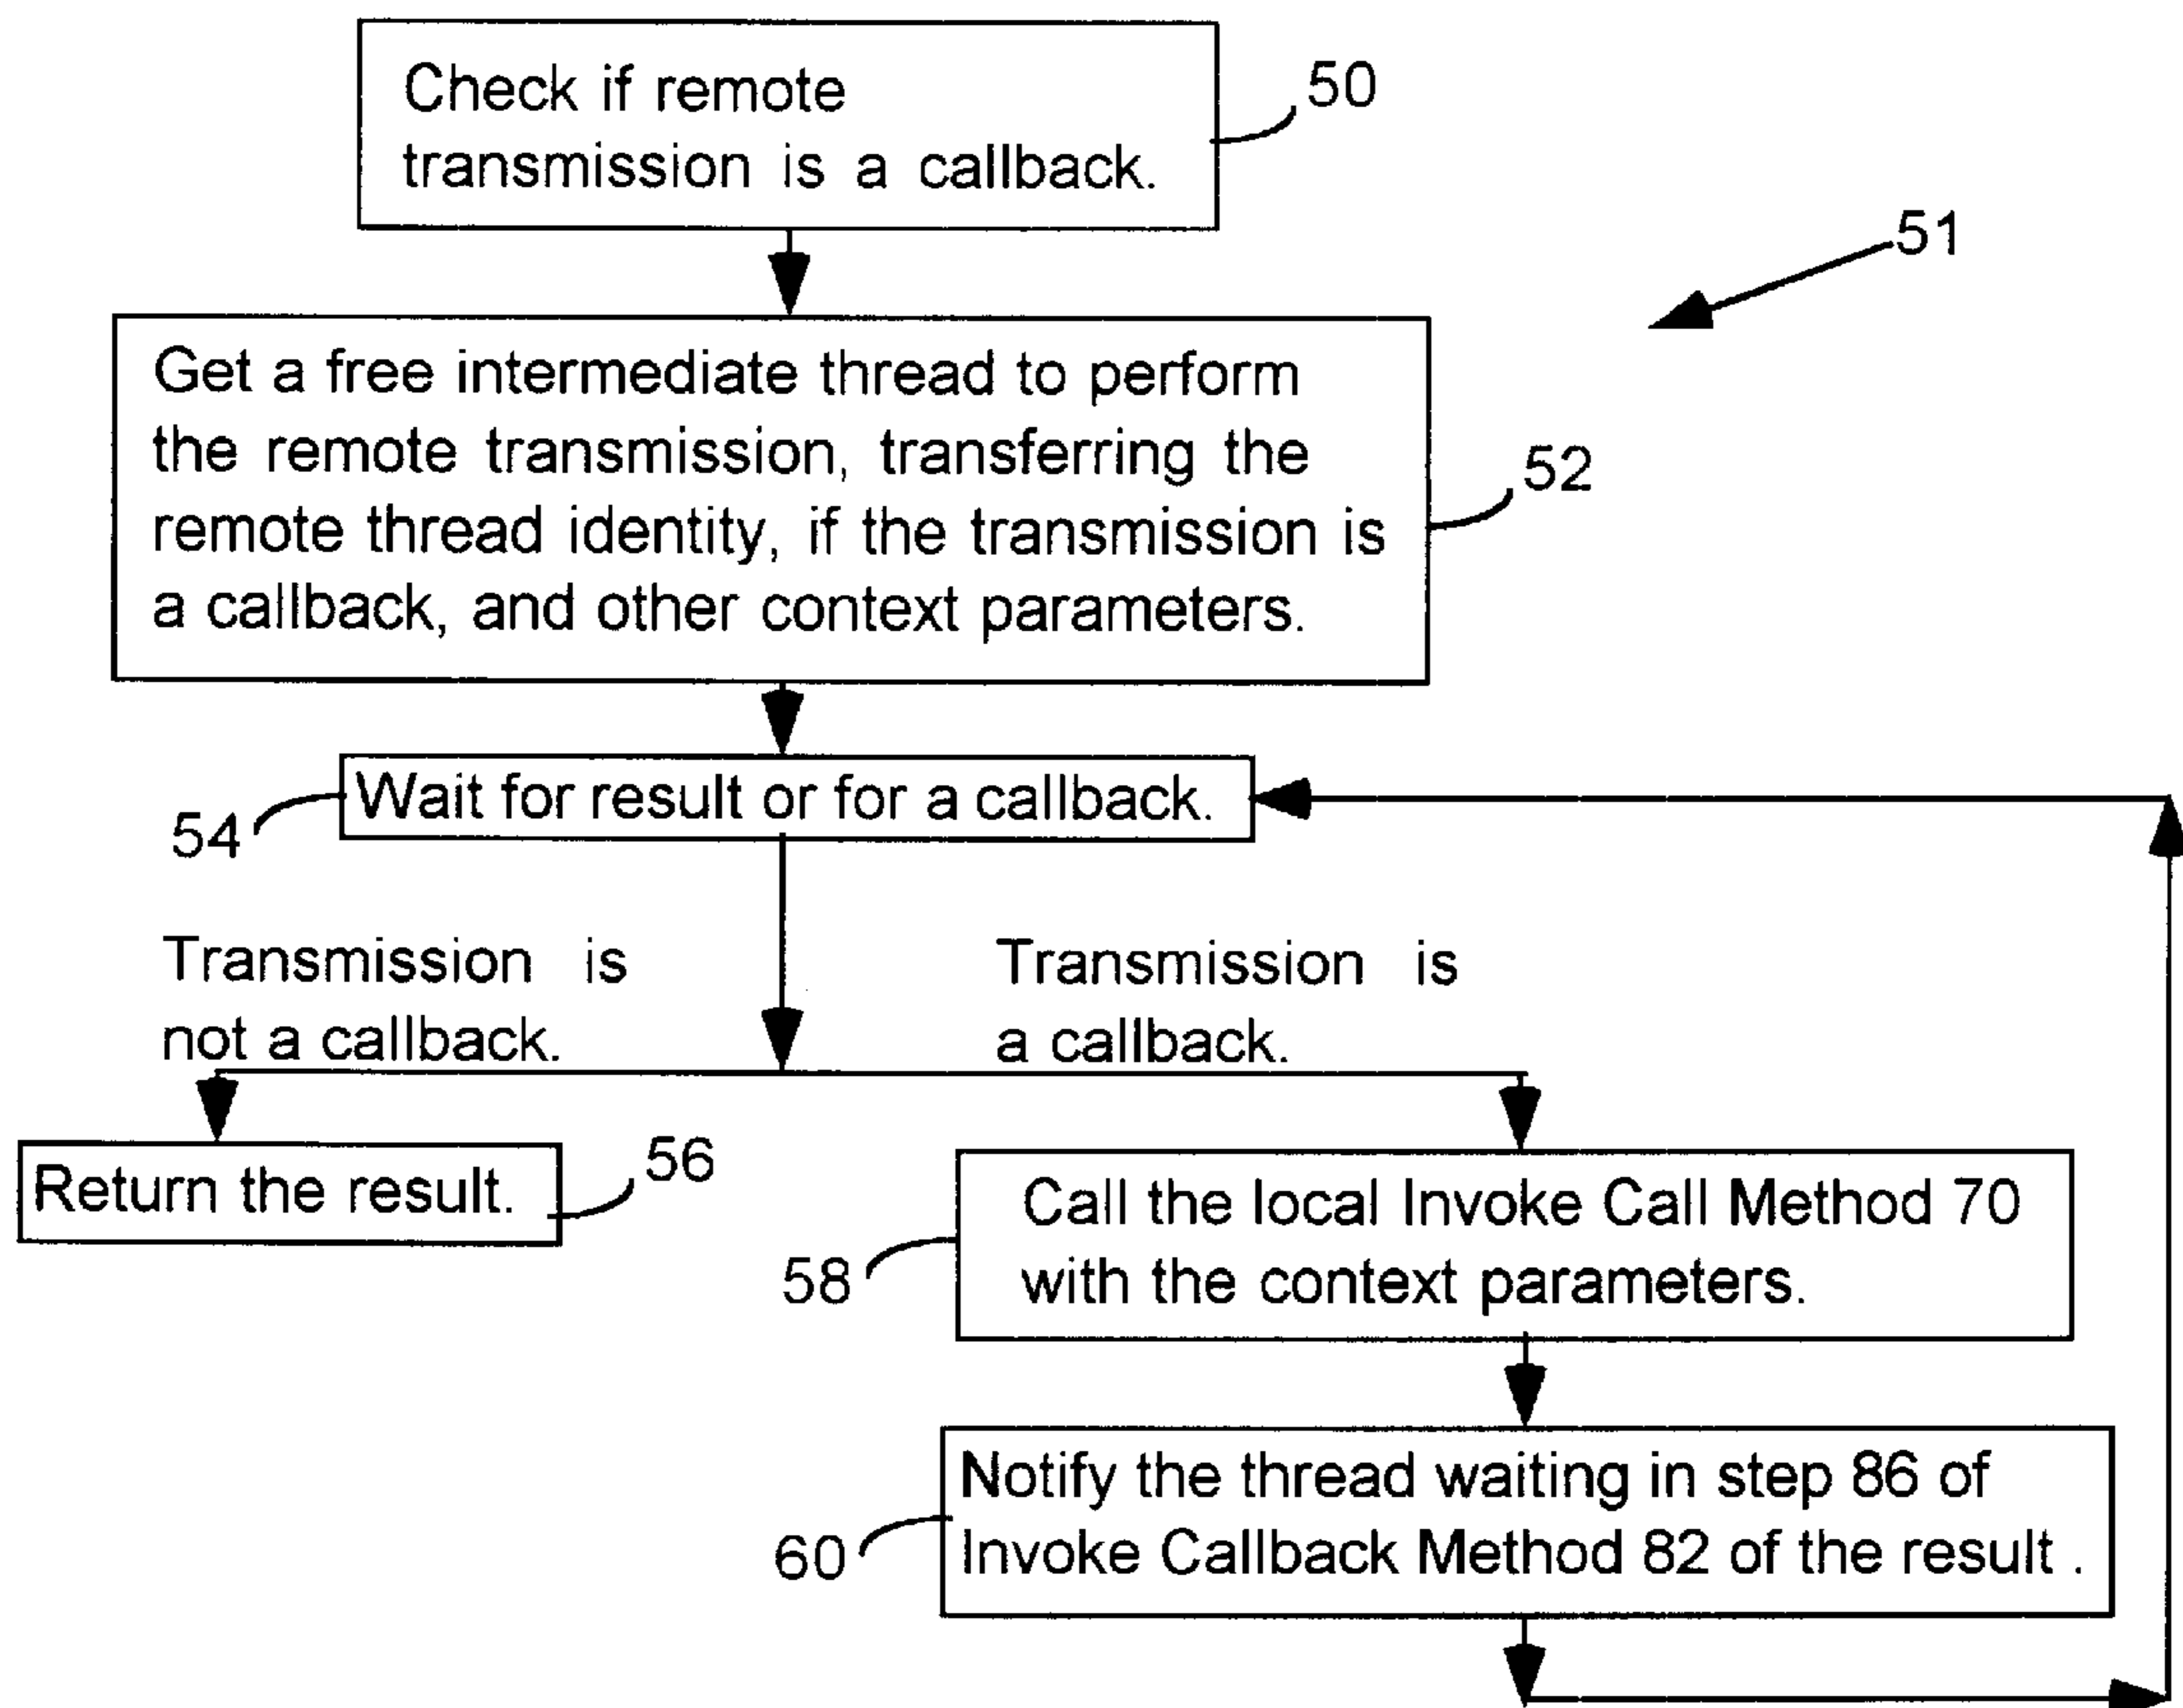 Check if remote
transmission is a callback.
50
51
Get a free intermediate thread to perform
the remote transmission, transferring the
remote thread identity, if the transmission is
a callback, and other context parameters.
52
Wait for result or for a callback.
54
Transmission is
not a callback.
Transmission is
a callback.
Return the result.
56
Call the local Invoke Call Method 70
with the context parameters.
58
Notify the thread waiting in step 86 of
Invoke Callback Method 82 of the result .
60